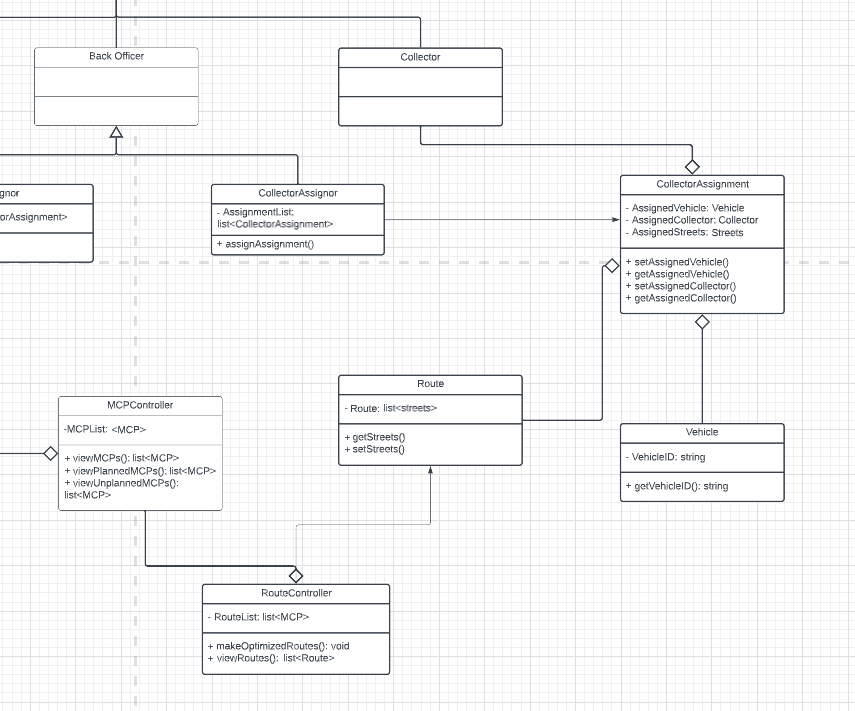 Back Officer
Collector
gnor
orAssignment>
CollectorAssignor
- AssignmentList:
list<CollectorAssignment>
+ assignAssignment()
CollectorAssignment
- AssignedVehicle: Vehicle
- AssignedCollector: Collector
- AssignedStreets: Streets
+ setAssignedVehicle()
+ getAssignedVehicle()
+ setAssignedCollector()
+ getAssignedCollector()
Route
- Route: list<streets>
+ getStreets()
+ setStreets()
MCPController
-MCPList: <MCP>
+ viewMCPs(): list<MCP>
+ viewPlannedMCPs(): list<MCP>
+ viewUnplannedMCPs():
list<MCP>
Vehicle
- VehicleID: string
+ getVehicleID(): string
RouteController
- RouteList: list<MCP>
+ makeOptimizedRoutes(): void
+ viewRoutes(): list<Route>